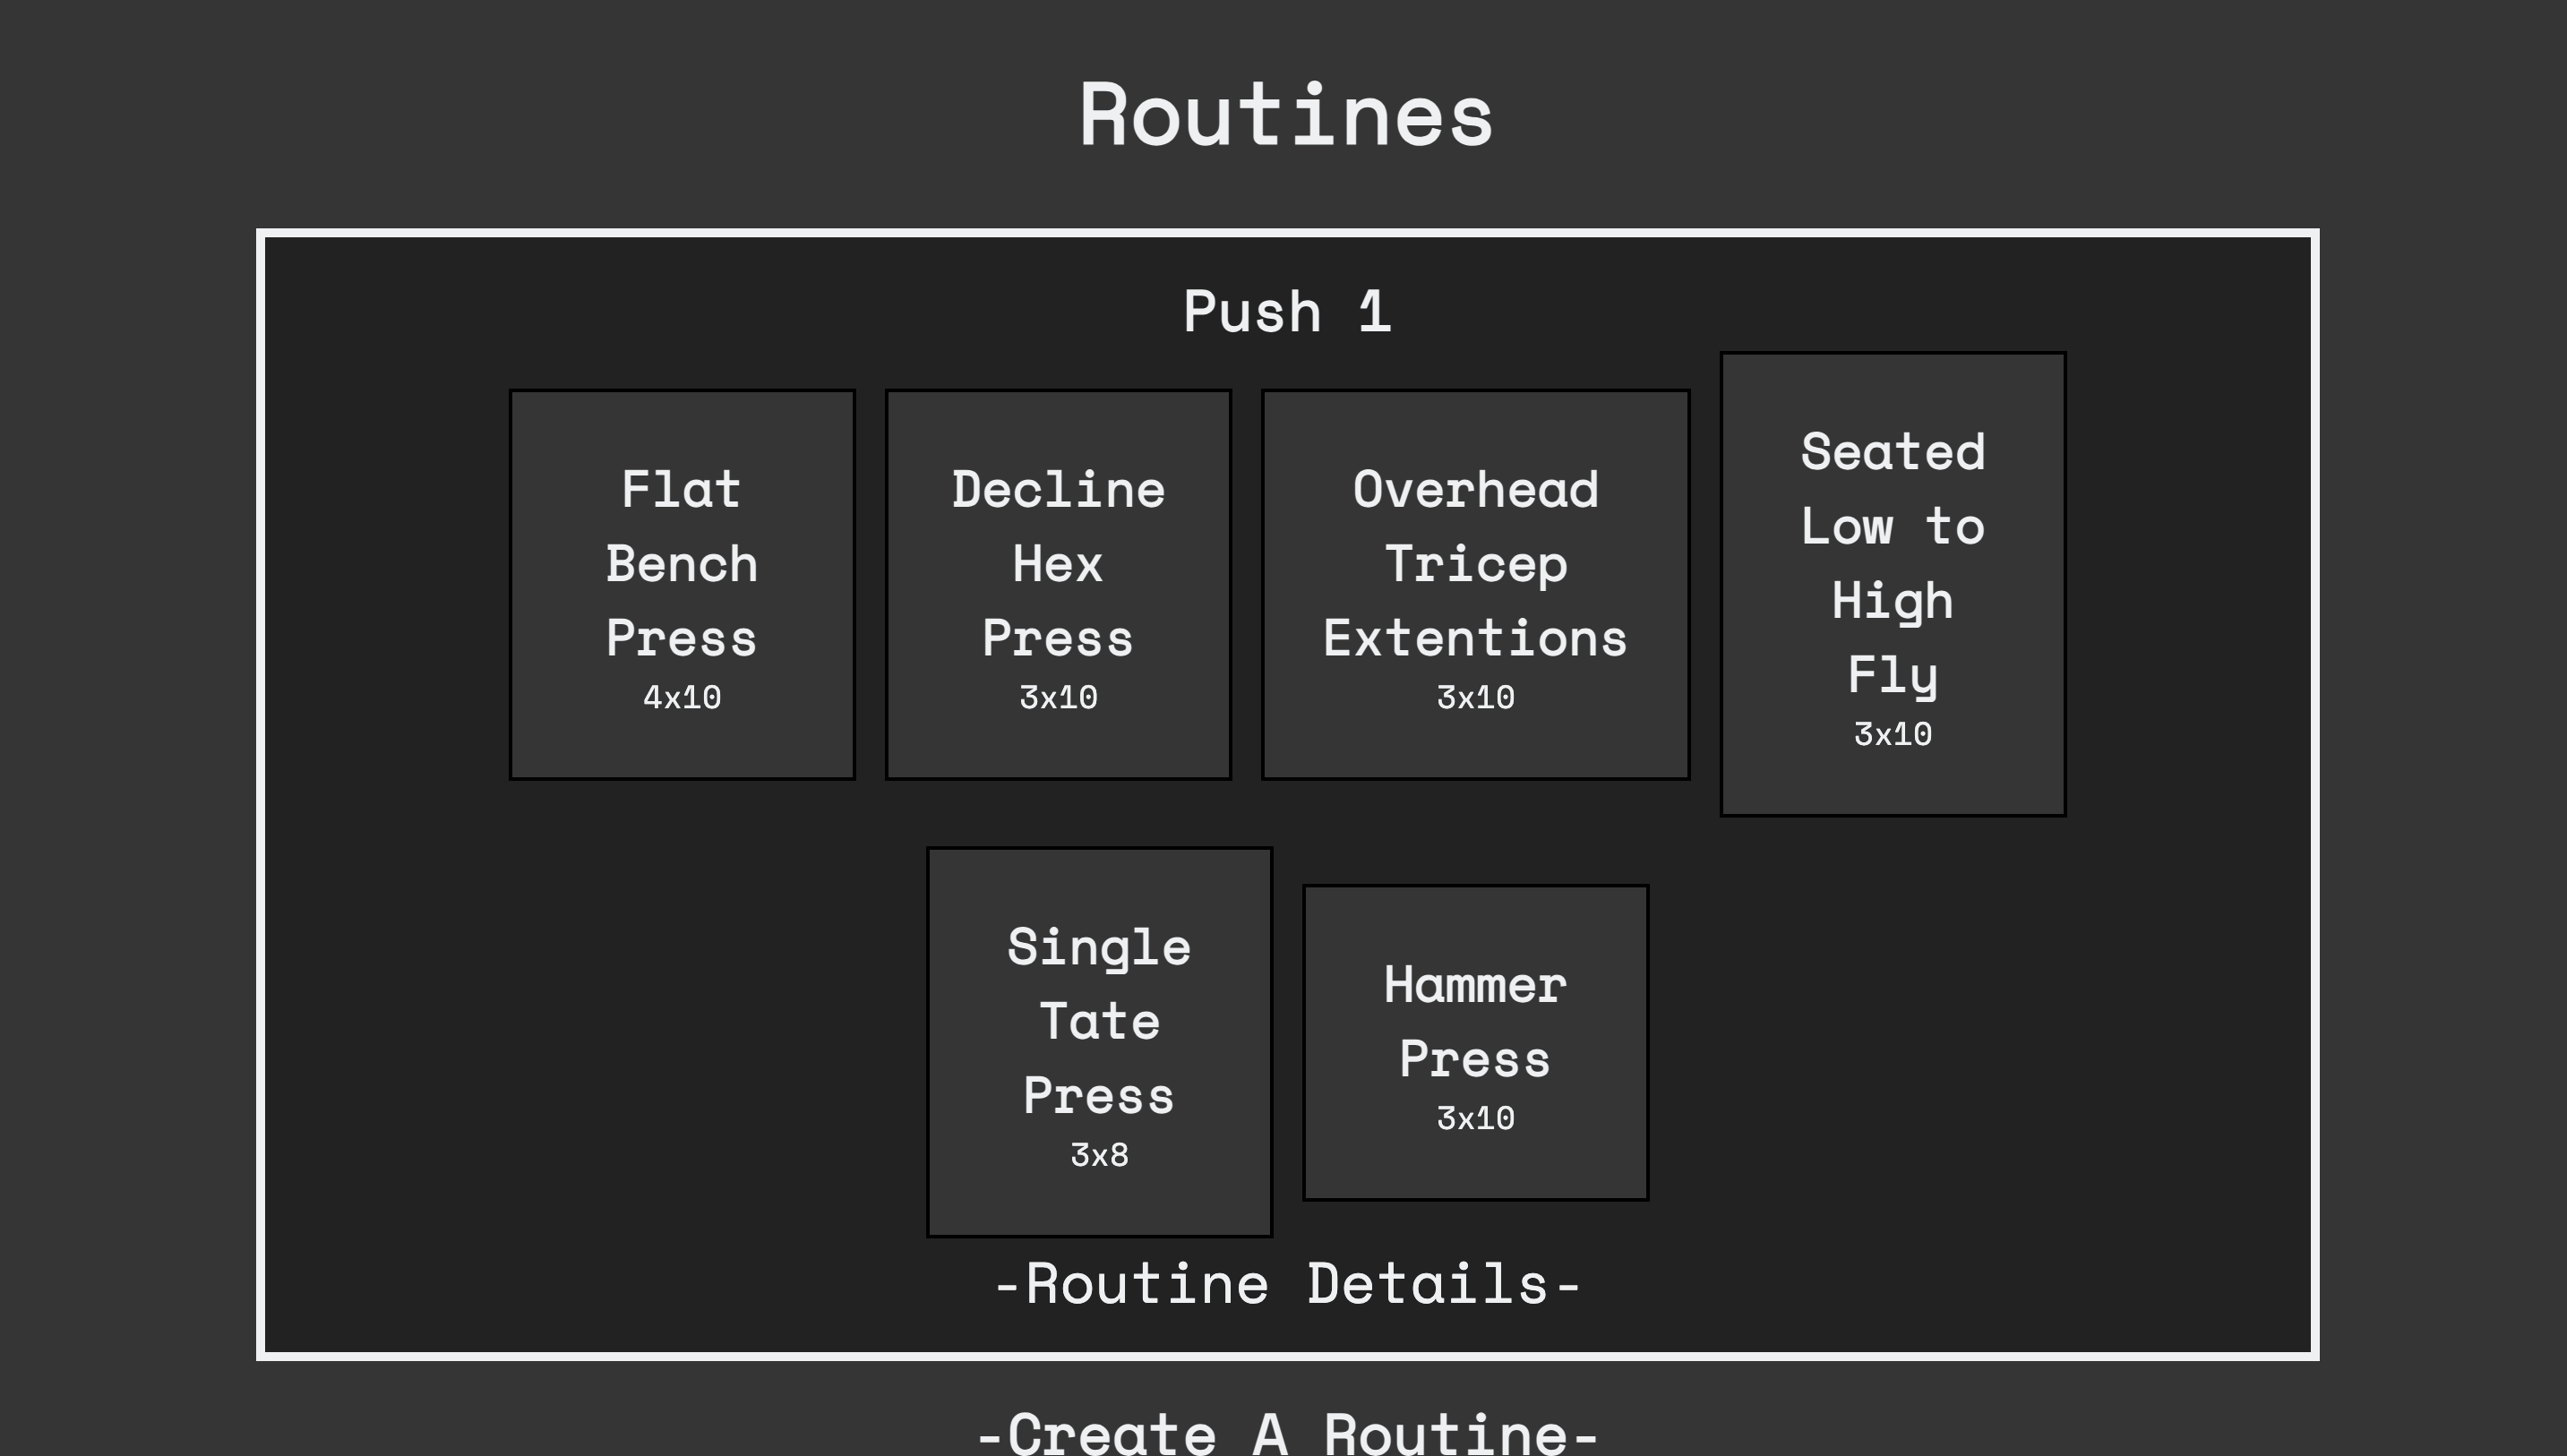 Routines
Push 1
Flat
Bench
Press
4x10
Decline
Hex
Press
3x10
Overhead
Tricep
Extentions
3x10
Seated
Low to
High
Fly
3x10
Single
Tate
Press
3x8
Hammer
Press
3x10
-Routine Details-
-Create A Routine-